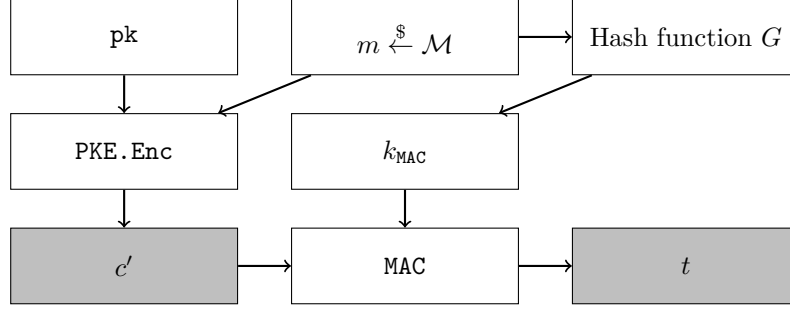 pk
m $← ℳ
Hash function G
PKE.Enc
k_MAC
c′
MAC
t